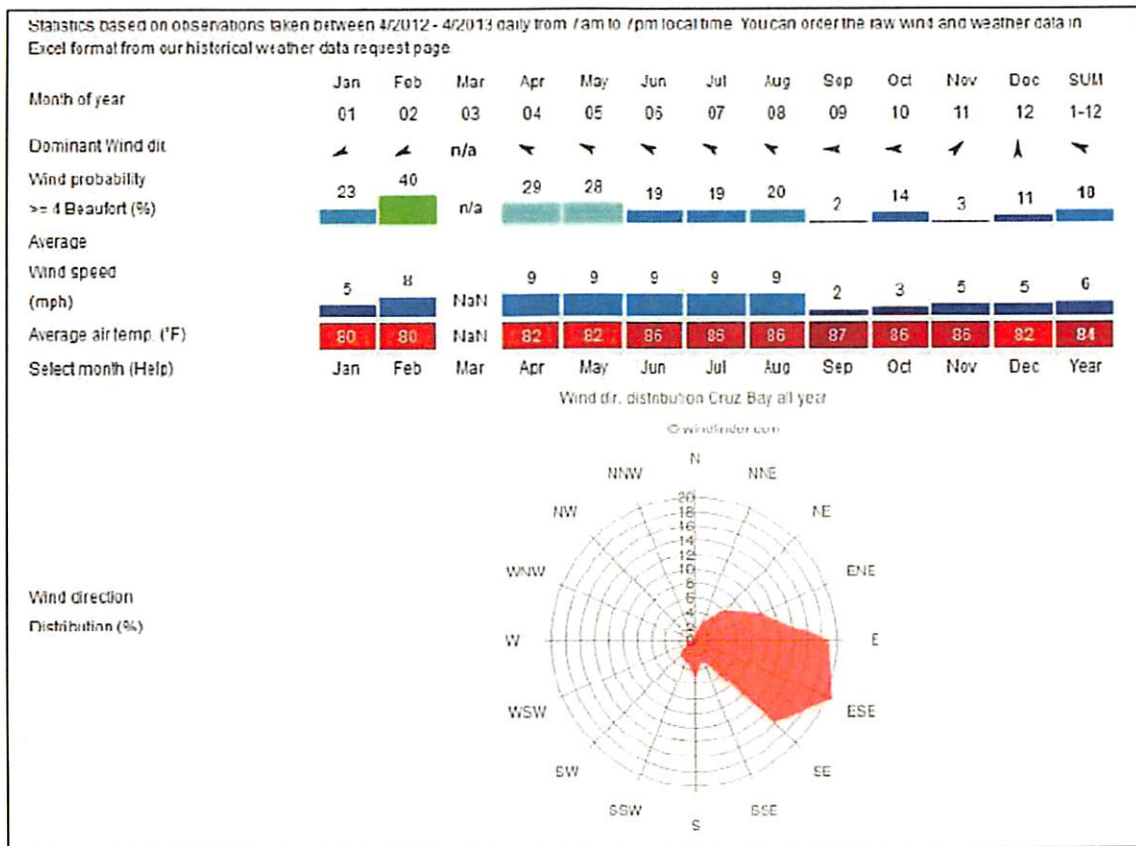 Statistics based on observations taken between 4/2012 - 4/2013 daily from 7am to 7pm local time. You can order the raw wind and weather data in
Excel format from our historical weather data request page.
Month of year
Jan Feb Mar Apr May Jun Jul Aug Sep Oct Nov Dec SUM
01 02 03 04 05 06 07 08 09 10 11 12 1-12
Dominant Wind dir.
n/a
Wind probability
>= 4 Beaufort (%)
23 40 n/a 29 28 19 19 20 2 14 3 11 18
Average
Wind speed
(mph)
5 8 NaN 9 9 9 9 9 2 3 5 5 6
Average air temp. (°F) 80 80 NaN 82 82 86 86 86 87 86 86 82 84
Select month (Help) Jan Feb Mar Apr May Jun Jul Aug Sep Oct Nov Dec Year
Wind dir. distribution Cruz Bay all year
© windfinder.com
Wind direction
Distribution (%)
N
NNW NNE
NW NE
WNW ENE
W E
WSW ESE
SW SE
SSW SSE
S
20
18
16
14
12
10
8
6
4
2
0